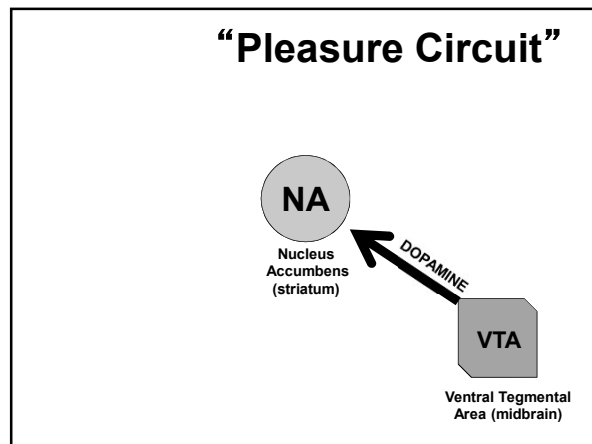 “Pleasure Circuit”
NA
Nucleus
Accumbens
(striatum)
DOPAMINE
VTA
Ventral Tegmental
Area (midbrain)